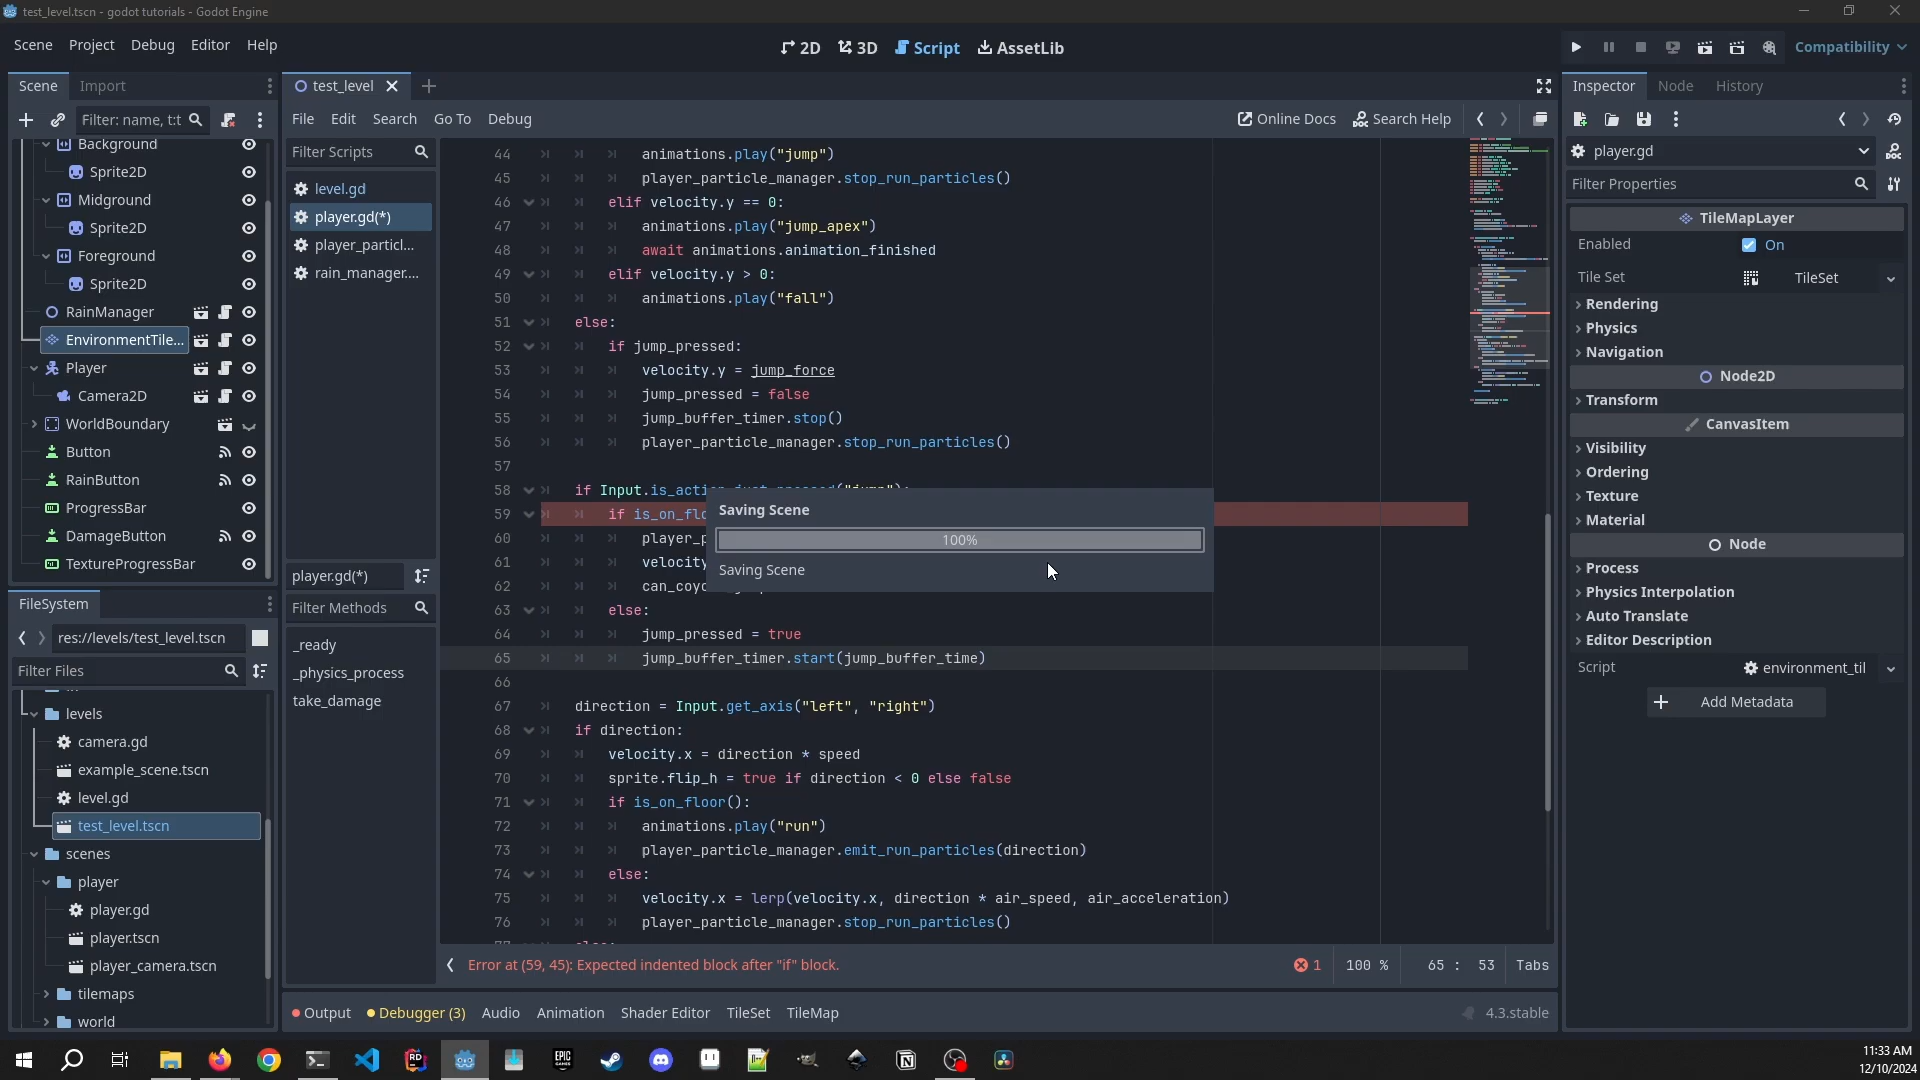 test_level.tscn - godot tutorials - Godot Engine
Scene Project Debug Editor Help
2D 3D Script AssetLib
Compatibility
Scene Import
Filter: name, t:t
Background
Sprite2D
Midground
Sprite2D
Foreground
Sprite2D
RainManager
EnvironmentTile...
Player
Camera2D
WorldBoundary
Button
RainButton
ProgressBar
DamageButton
TextureProgressBar
FileSystem
res://levels/test_level.tscn
Filter Files
levels
camera.gd
example_scene.tscn
level.gd
test_level.tscn
scenes
player
player.gd
player.tscn
player_camera.tscn
tilemaps
world
test_level
File Edit Search Go To Debug
Online Docs Search Help
Filter Scripts
level.gd
player.gd(*)
player_particl...
rain_manager....
player.gd(*)
Filter Methods
_ready
_physics_process
take_damage
44 animations.play("jump")
45 player_particle_manager.stop_run_particles()
46 elif velocity.y == 0:
47 animations.play("jump_apex")
48 await animations.animation_finished
49 elif velocity.y > 0:
50 animations.play("fall")
51 else:
52 if jump_pressed:
53 velocity.y = jump_force
54 jump_pressed = false
55 jump_buffer_timer.stop()
56 player_particle_manager.stop_run_particles()
57
58 if Input.is_action_just_pressed("jump"):
59 if is_on_flo
60 player_p
61 velocity
62 can_coyo
63 else:
64 jump_pressed = true
65 jump_buffer_timer.start(jump_buffer_time)
66
67 direction = Input.get_axis("left", "right")
68 if direction:
69 velocity.x = direction * speed
70 sprite.flip_h = true if direction < 0 else false
71 if is_on_floor():
72 animations.play("run")
73 player_particle_manager.emit_run_particles(direction)
74 else:
75 velocity.x = lerp(velocity.x, direction * air_speed, air_acceleration)
76 player_particle_manager.stop_run_particles()
Saving Scene
100%
Saving Scene
Error at (59, 45): Expected indented block after "if" block.
1 100 % 65 : 53 Tabs
Output Debugger (3) Audio Animation Shader Editor TileSet TileMap
4.3.stable
Inspector Node History
player.gd
Filter Properties
TileMapLayer
Enabled On
Tile Set TileSet
Rendering
Physics
Navigation
Node2D
Transform
CanvasItem
Visibility
Ordering
Texture
Material
Node
Process
Physics Interpolation
Auto Translate
Editor Description
Script environment_til
Add Metadata
RD
EPIC GAMES
11:33 AM
12/10/2024